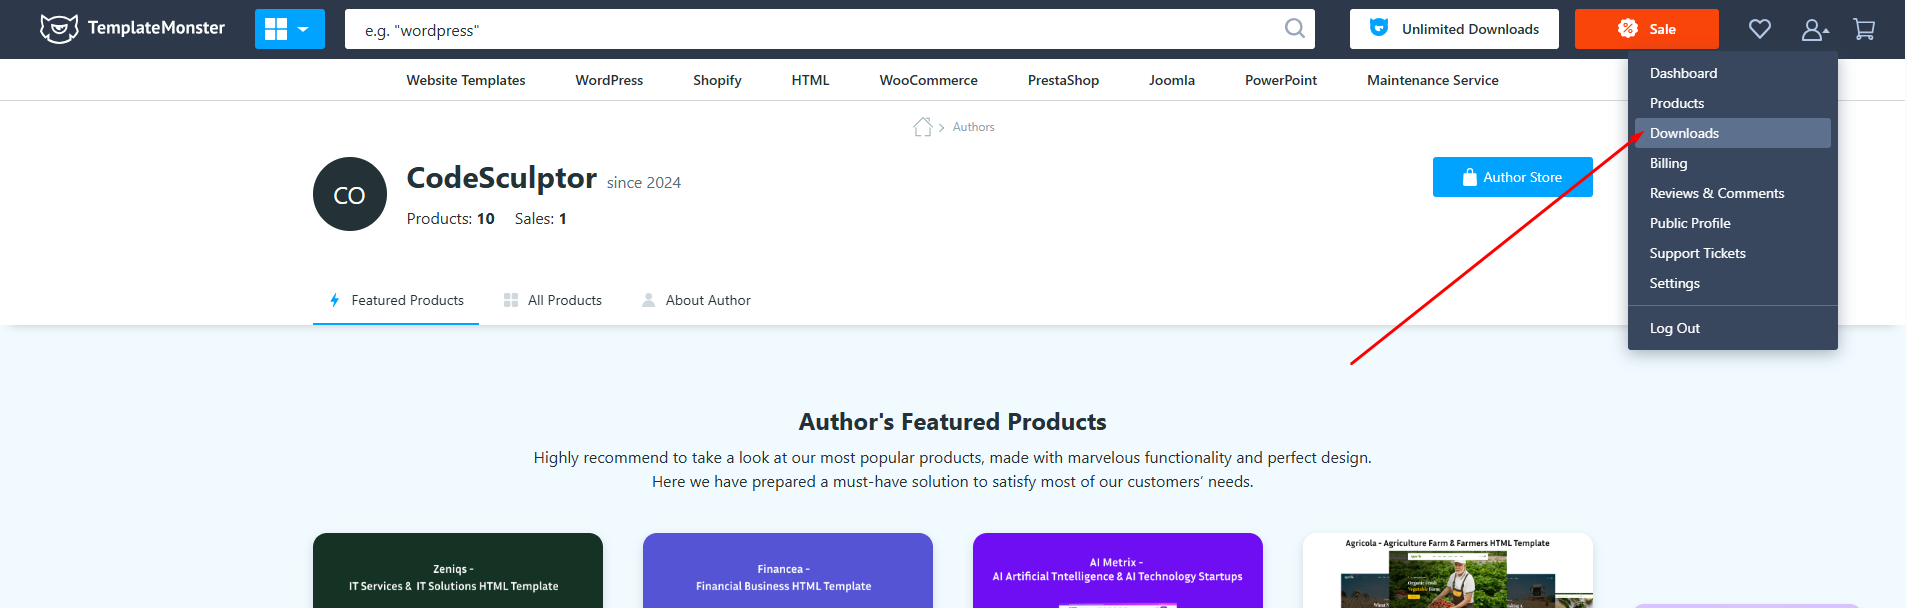 TemplateMonster
e.g. "wordpress"
Unlimited Downloads
Sale
Website Templates
WordPress
Shopify
HTML
WooCommerce
PrestaShop
Joomla
PowerPoint
Maintenance Service
Dashboard
Products
Downloads
Billing
Reviews & Comments
Public Profile
Support Tickets
Settings
Log Out
Authors
CO
CodeSculptor since 2024
Products: 10 Sales: 1
Author Store
Featured Products
All Products
About Author
Author's Featured Products
Highly recommend to take a look at our most popular products, made with marvelous functionality and perfect design.
Here we have prepared a must-have solution to satisfy most of our customers’ needs.
Zeniqs -
IT Services & IT Solutions HTML Template
Financea -
Financial Business HTML Template
AI Metrix -
AI Artificial Tntelligence & AI Technology Startups
Agricola - Agriculture Farm & Farmers HTML Template
Organic Fresh
Vegetable Farm